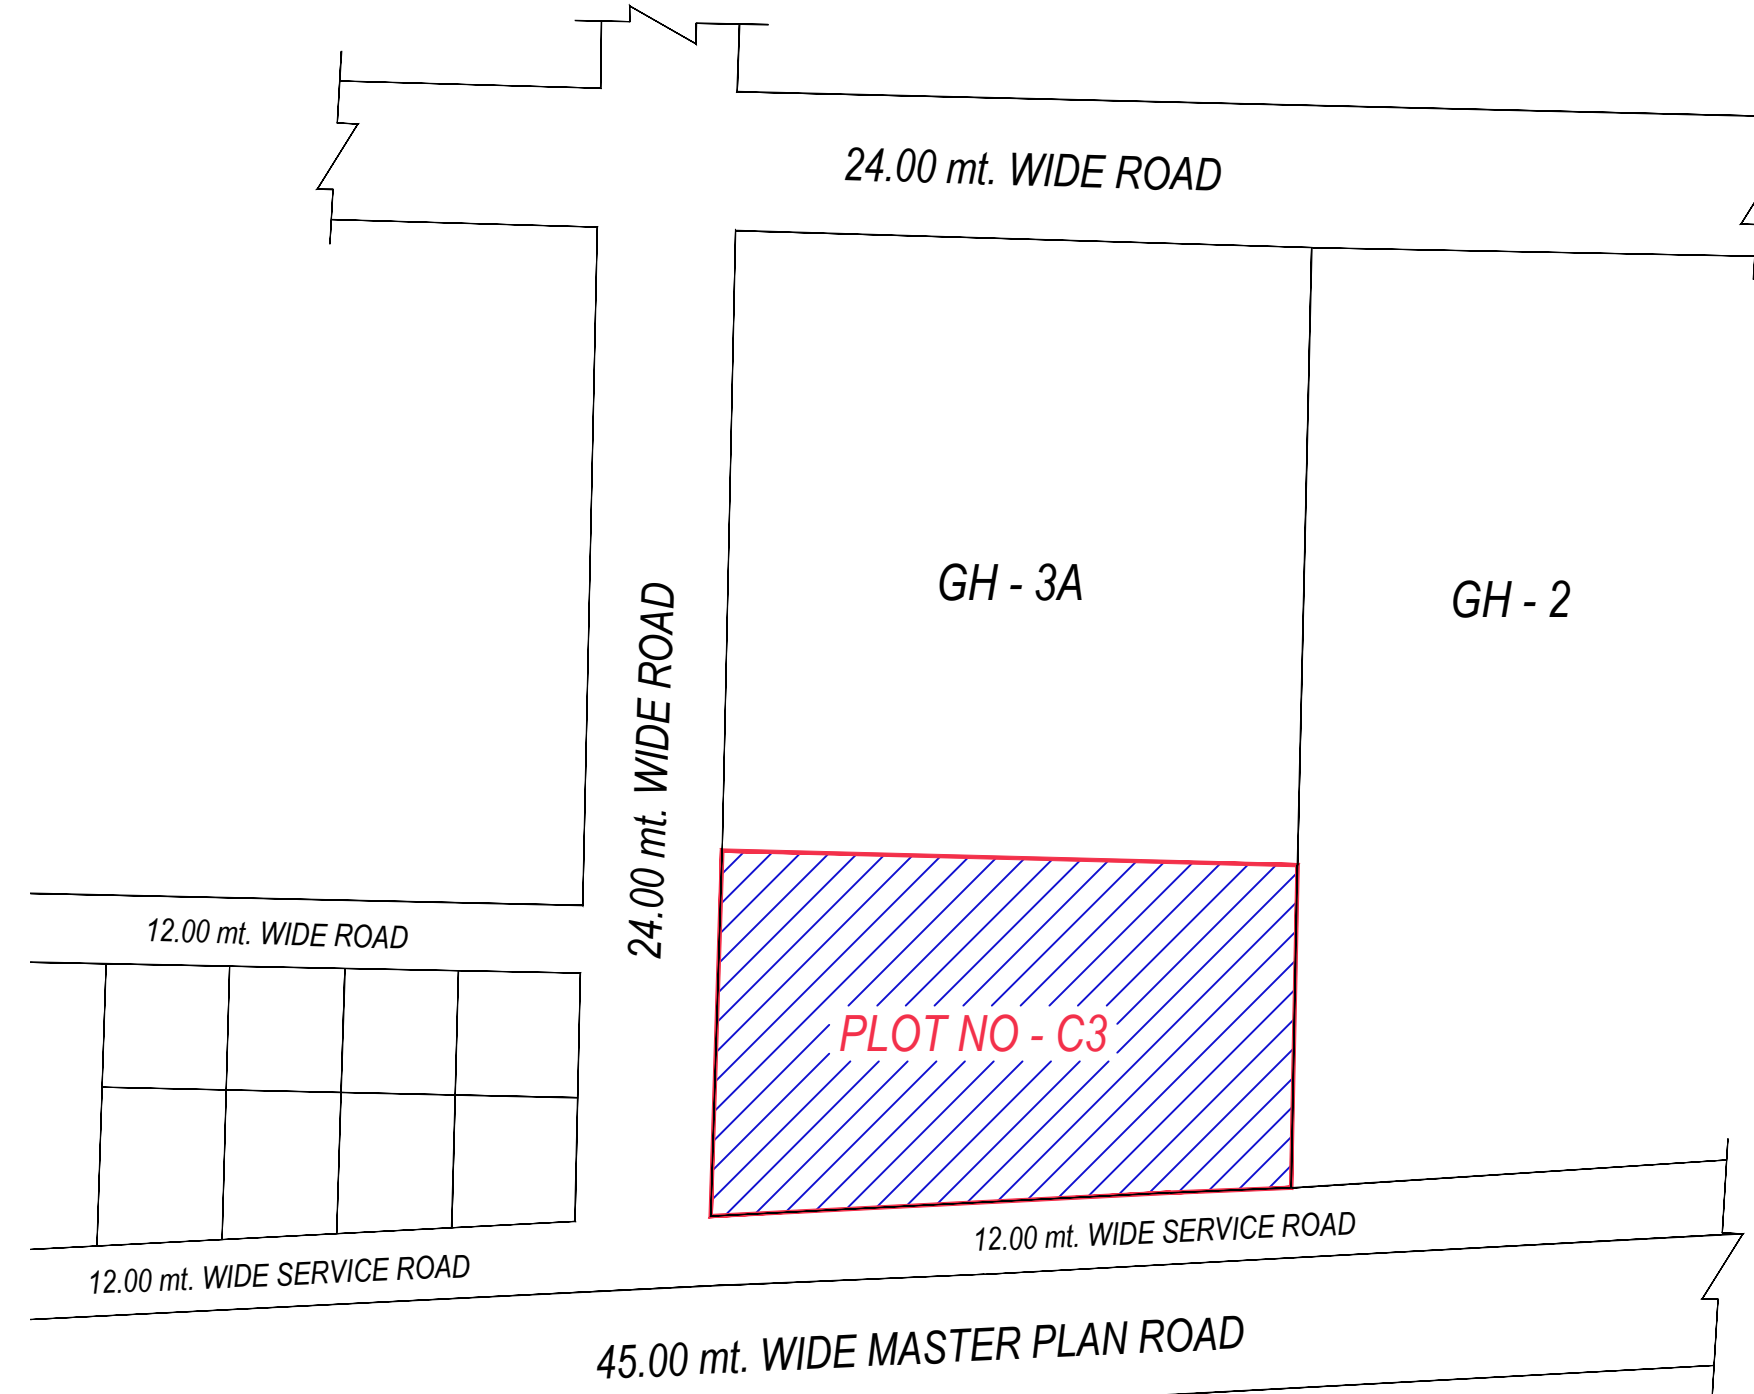 24.00 mt. WIDE ROAD
GH - 3A
GH - 2
24.00 mt. WIDE ROAD
12.00 mt. WIDE ROAD
PLOT NO - C3
12.00 mt. WIDE SERVICE ROAD
12.00 mt. WIDE SERVICE ROAD
45.00 mt. WIDE MASTER PLAN ROAD